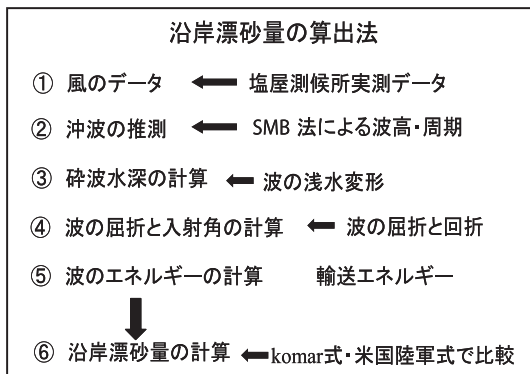 沿岸漂砂量の算出法
① 風のデータ ← 塩屋測候所実測データ
② 沖波の推測 ← SMB 法による波高・周期
③ 砕波水深の計算 ← 波の浅水変形
④ 波の屈折と入射角の計算 ← 波の屈折と回折
⑤ 波のエネルギーの計算 輸送エネルギー
⑥ 沿岸漂砂量の計算 ← komar式・米国陸軍式で比較